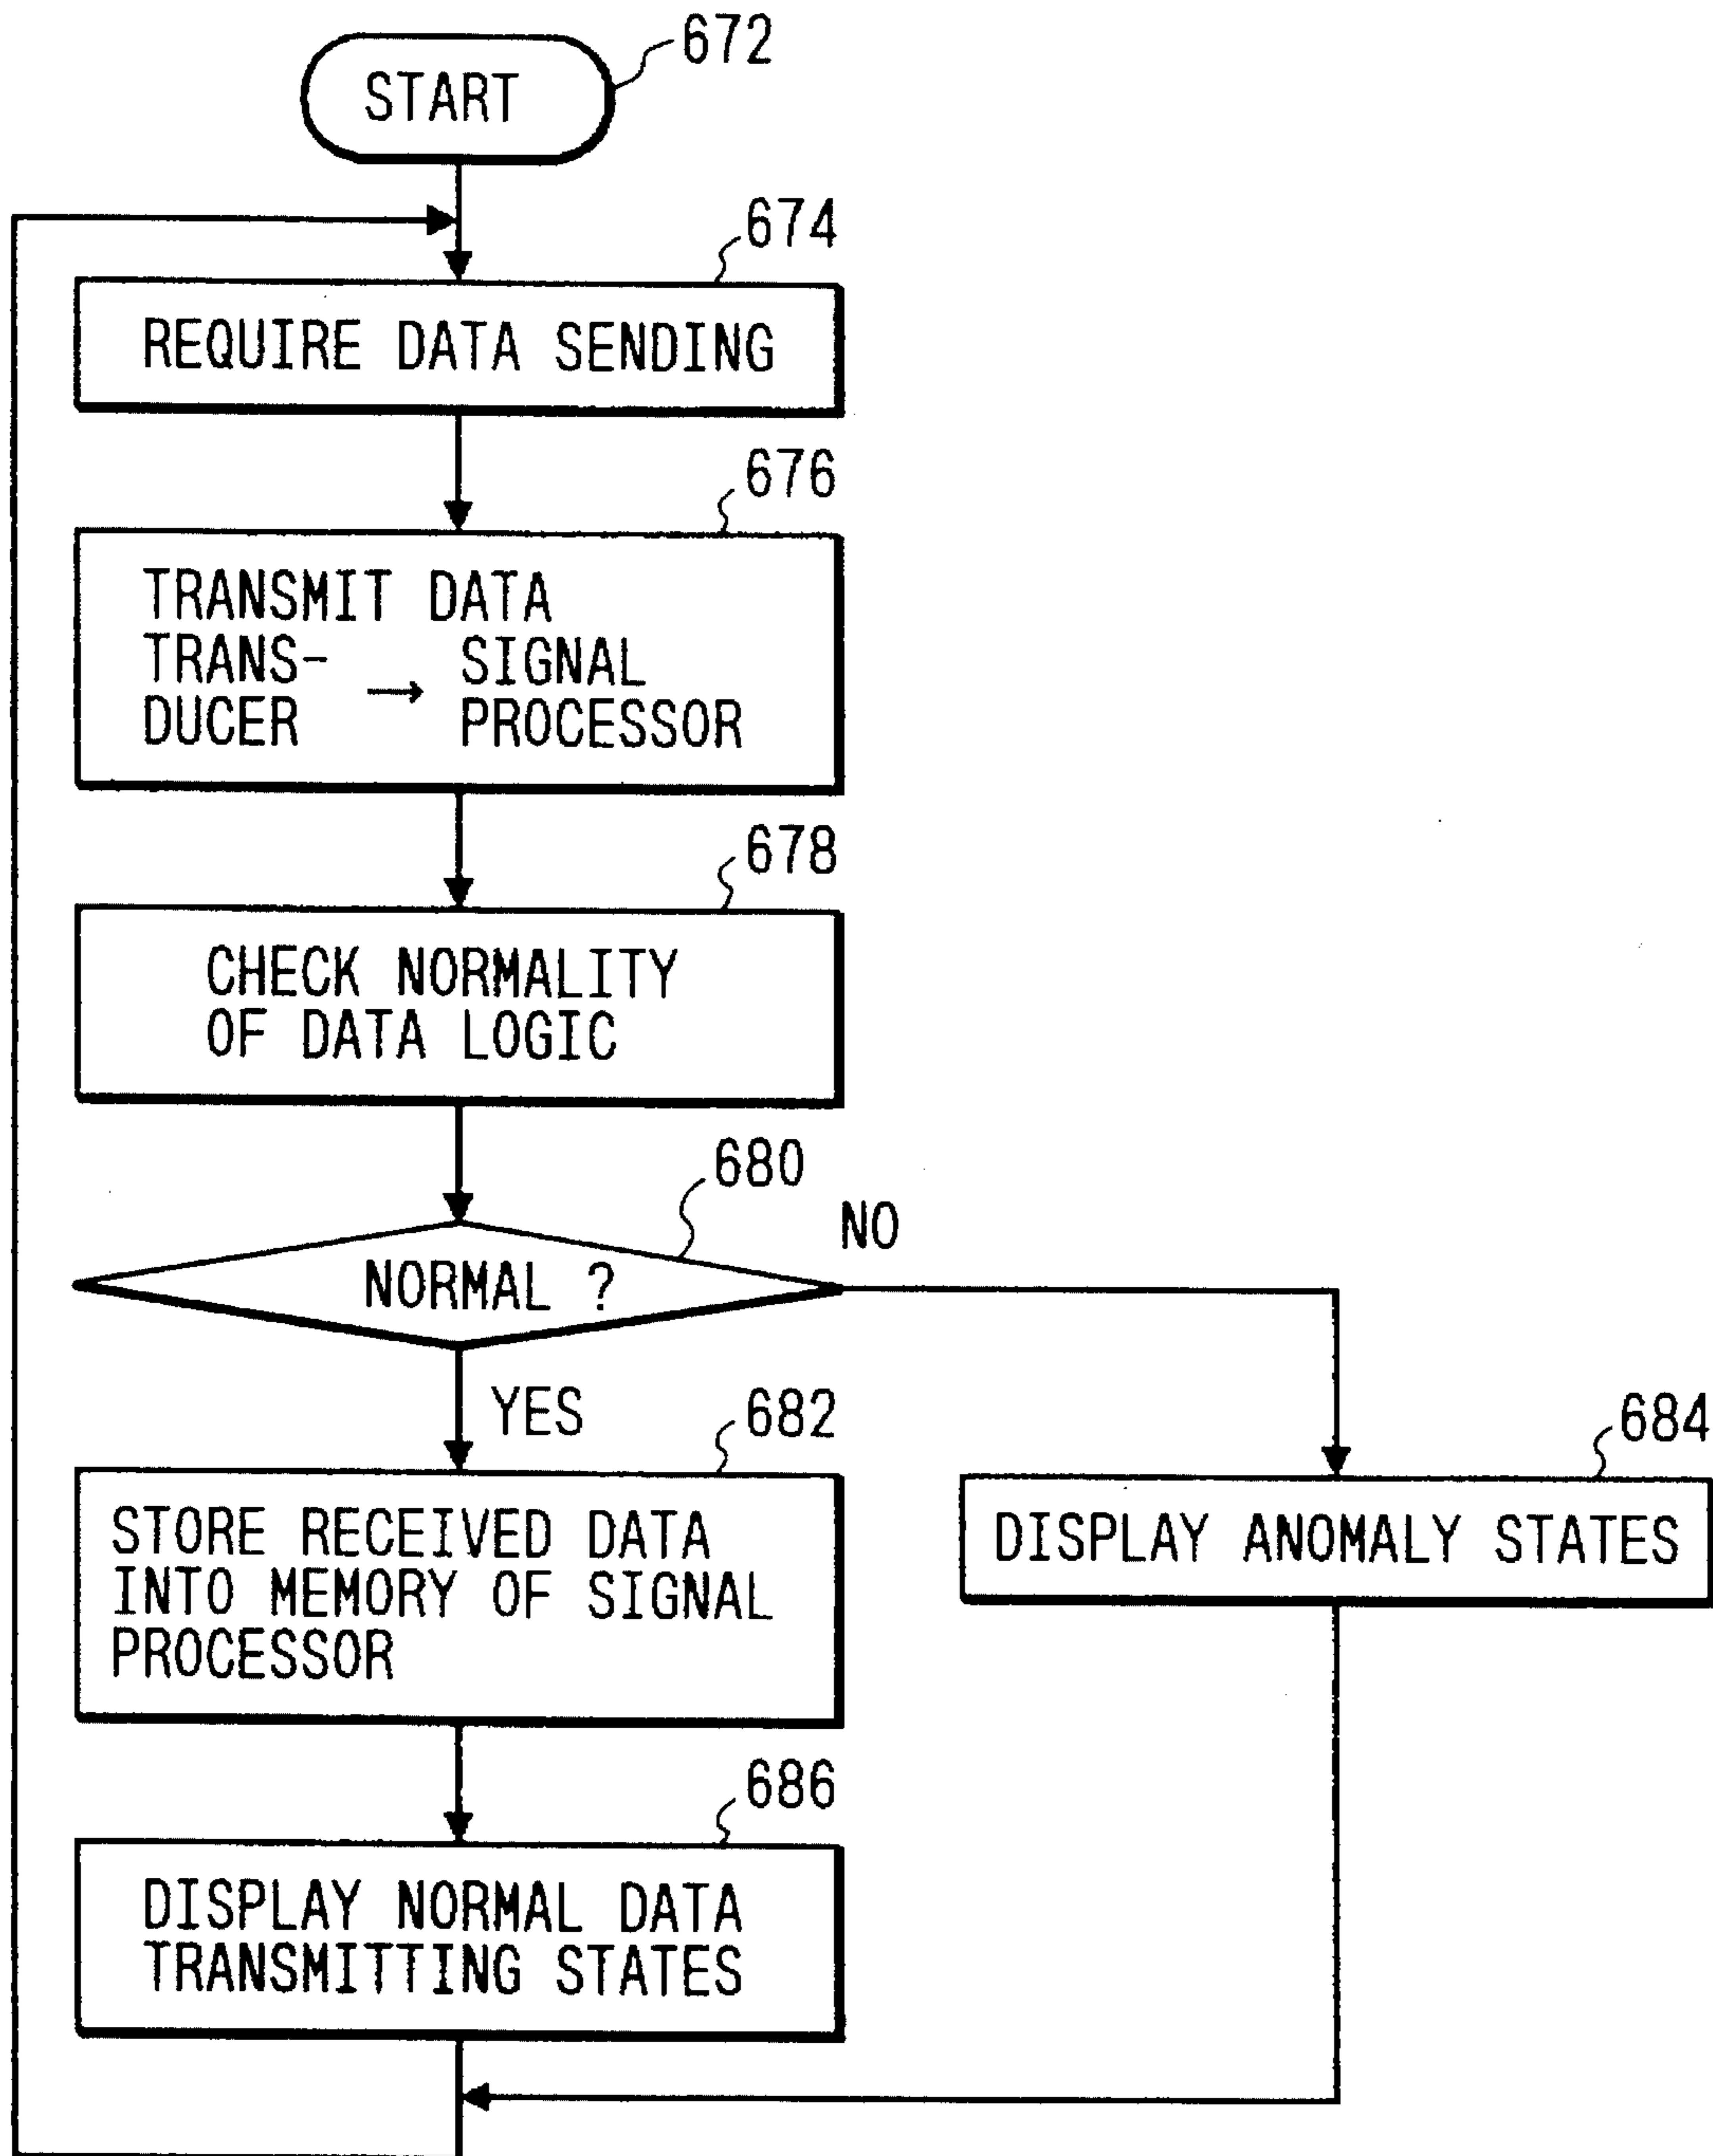 672
START
674
REQUIRE DATA SENDING
676
TRANSMIT DATA
TRANS- → SIGNAL
DUCER PROCESSOR
678
CHECK NORMALITY
OF DATA LOGIC
680
NO
NORMAL ?
YES
682
STORE RECEIVED DATA
INTO MEMORY OF SIGNAL
PROCESSOR
684
DISPLAY ANOMALY STATES
686
DISPLAY NORMAL DATA
TRANSMITTING STATES